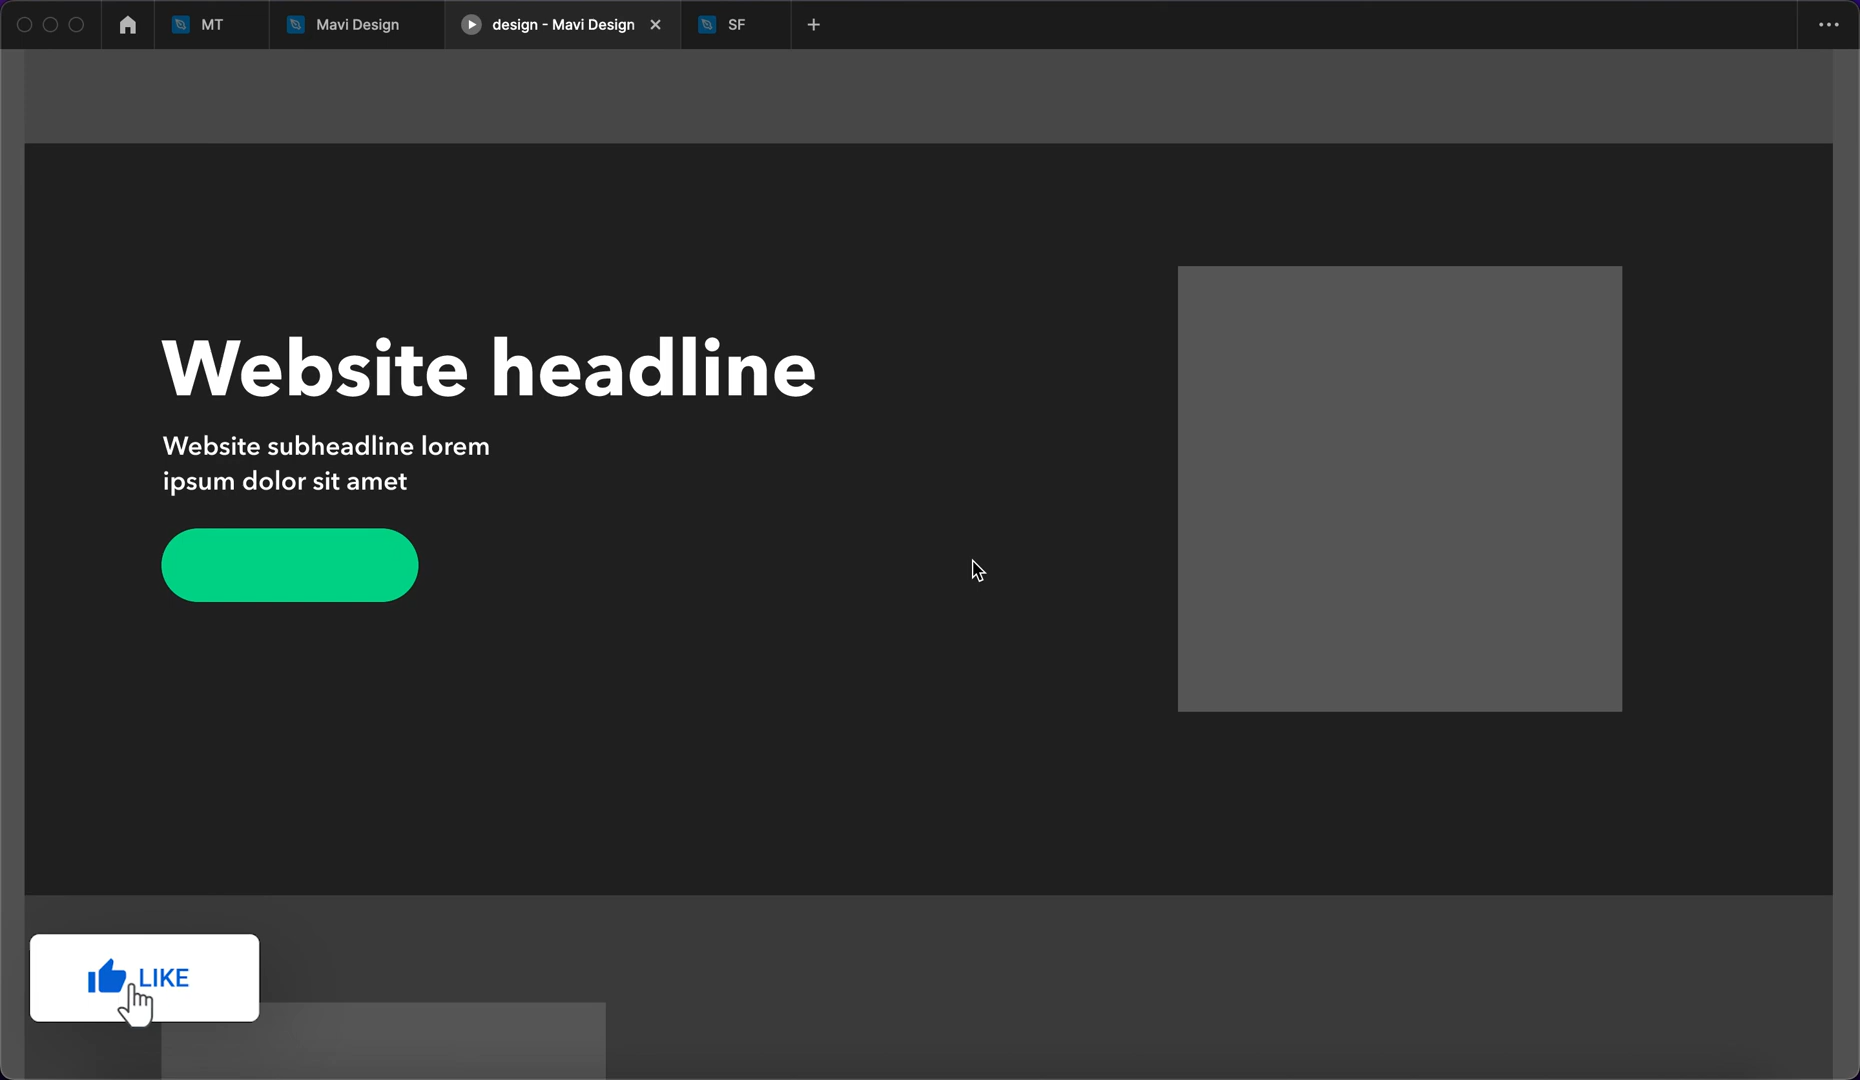 MT
Mavi Design
design - Mavi Design
SF
Website headline
Website subheadline lorem
ipsum dolor sit amet
LIKE